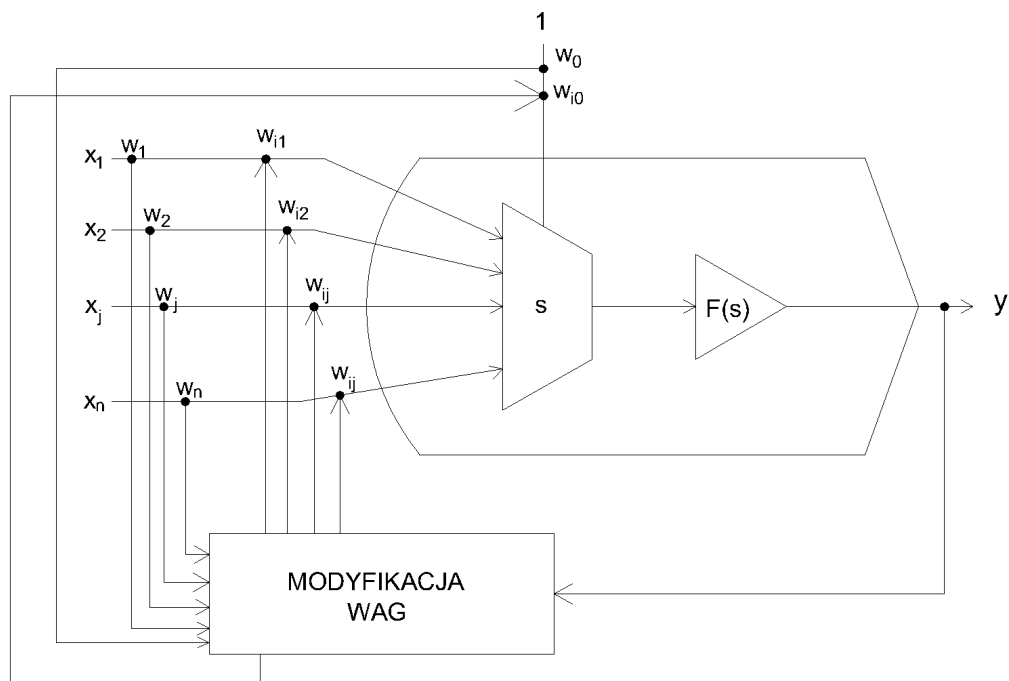 1
w₀
wᵢ₀
x₁ w₁ wᵢ₁
x₂ w₂ wᵢ₂
xⱼ wⱼ wᵢⱼ
xₙ wₙ wᵢⱼ
s
F(s)
y
MODYFIKACJA
WAG